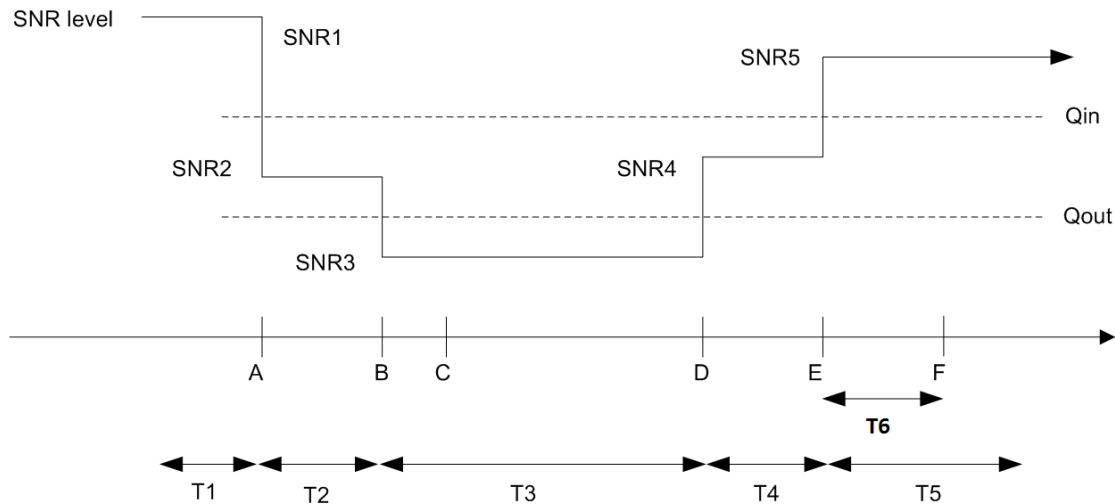 SNR level
SNR1
SNR5
Qin
SNR2
SNR4
Qout
SNR3
A B C D E F
T6
T1 T2 T3 T4 T5